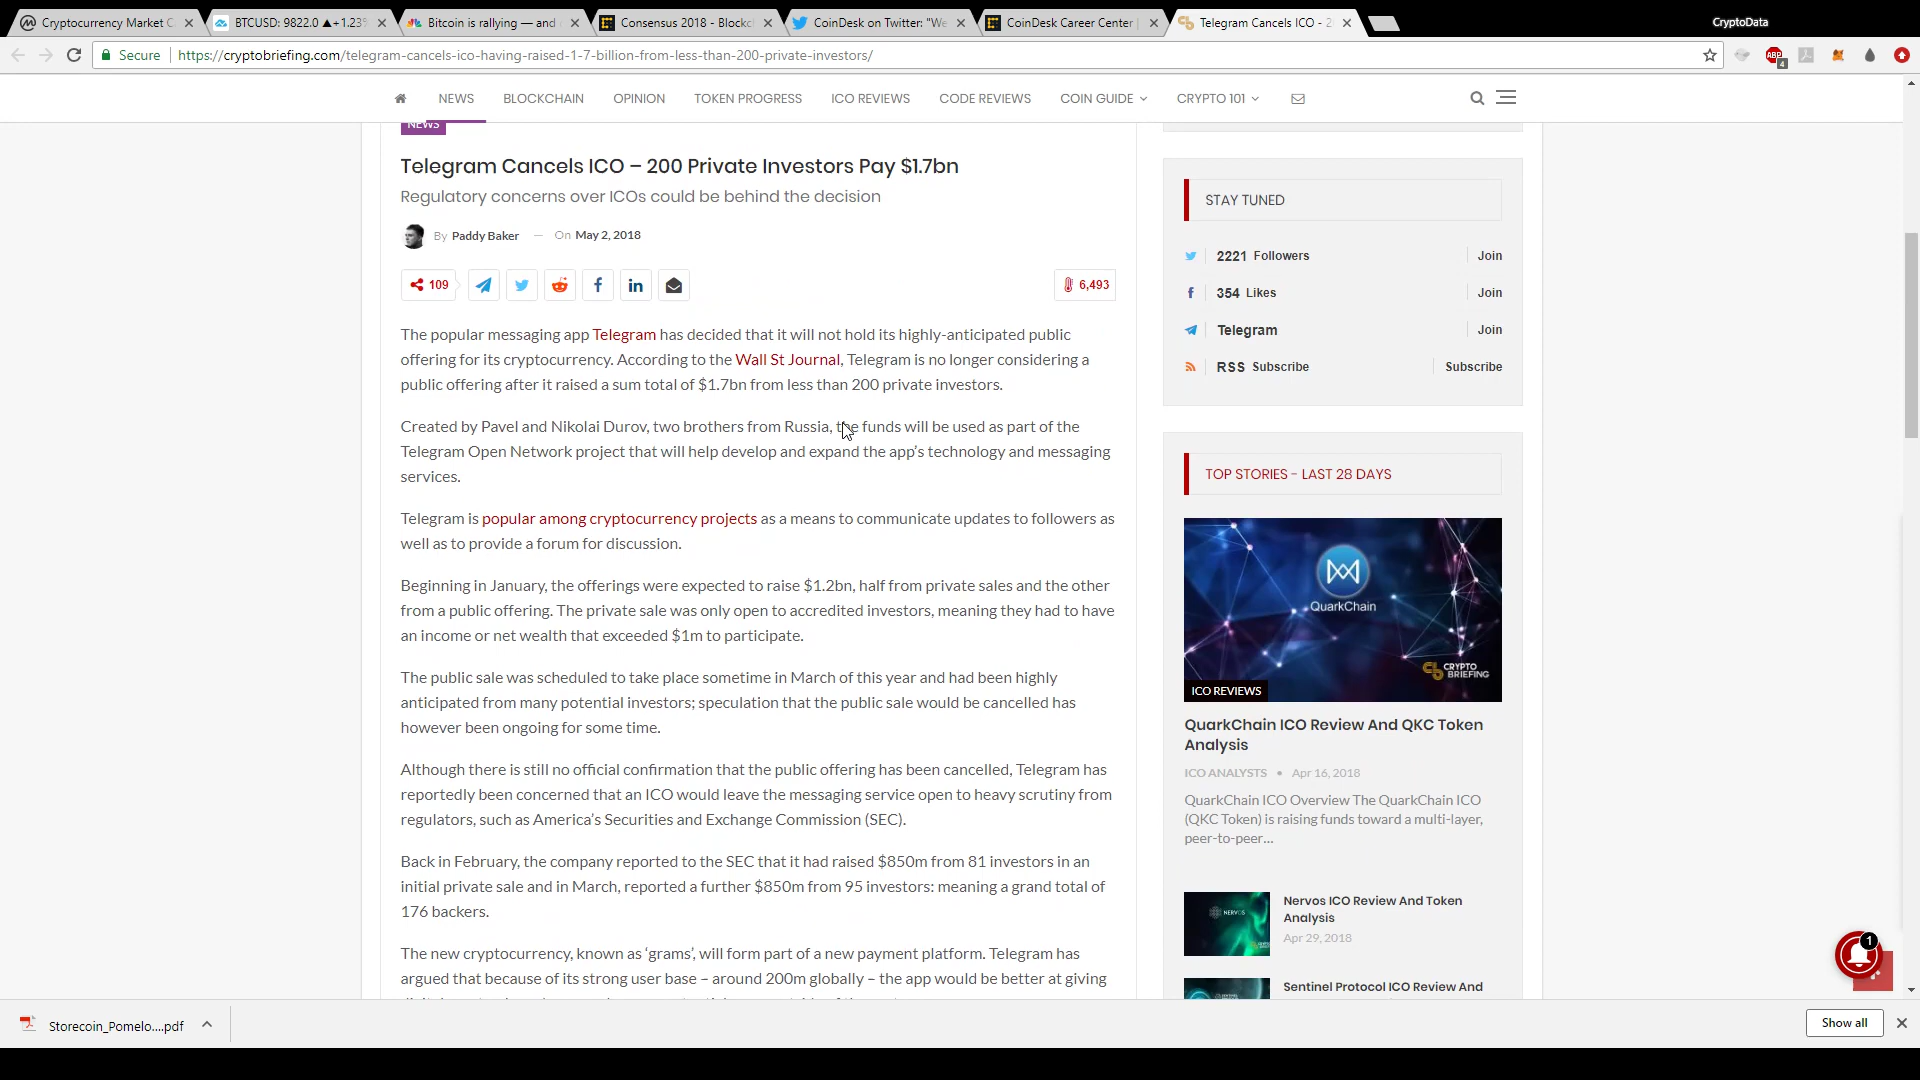 Cryptocurrency Market C
BTCUSD: 9822.0 ▲+1.23%
Bitcoin is rallying — and
Consensus 2018 - Blockc
CoinDesk on Twitter: "We
CoinDesk Career Center |
Telegram Cancels ICO - 2
CryptoData
Secure
https://cryptobriefing.com/telegram-cancels-ico-having-raised-1-7-billion-from-less-than-200-private-investors/
ABP
4
NEWS
BLOCKCHAIN
OPINION
TOKEN PROGRESS
ICO REVIEWS
CODE REVIEWS
COIN GUIDE
CRYPTO 101
NEWS
Telegram Cancels ICO – 200 Private Investors Pay $1.7bn
Regulatory concerns over ICOs could be behind the decision
By Paddy Baker — On May 2, 2018
109
6,493
The popular messaging app Telegram has decided that it will not hold its highly-anticipated public
offering for its cryptocurrency. According to the Wall St Journal, Telegram is no longer considering a
public offering after it raised a sum total of $1.7bn from less than 200 private investors.
Created by Pavel and Nikolai Durov, two brothers from Russia, the funds will be used as part of the
Telegram Open Network project that will help develop and expand the app's technology and messaging
services.
Telegram is popular among cryptocurrency projects as a means to communicate updates to followers as
well as to provide a forum for discussion.
Beginning in January, the offerings were expected to raise $1.2bn, half from private sales and the other
from a public offering. The private sale was only open to accredited investors, meaning they had to have
an income or net wealth that exceeded $1m to participate.
The public sale was scheduled to take place sometime in March of this year and had been highly
anticipated from many potential investors; speculation that the public sale would be cancelled has
however been ongoing for some time.
Although there is still no official confirmation that the public offering has been cancelled, Telegram has
reportedly been concerned that an ICO would leave the messaging service open to heavy scrutiny from
regulators, such as America's Securities and Exchange Commission (SEC).
Back in February, the company reported to the SEC that it had raised $850m from 81 investors in an
initial private sale and in March, reported a further $850m from 95 investors: meaning a grand total of
176 backers.
The new cryptocurrency, known as 'grams', will form part of a new payment platform. Telegram has
argued that because of its strong user base – around 200m globally – the app would be better at giving
STAY TUNED
2221 Followers
Join
354 Likes
Join
Telegram
Join
RSS Subscribe
Subscribe
TOP STORIES - LAST 28 DAYS
QuarkChain
CRYPTO
BRIEFING
ICO REVIEWS
QuarkChain ICO Review And QKC Token
Analysis
ICO ANALYSTS • Apr 16, 2018
QuarkChain ICO Overview The QuarkChain ICO
(QKC Token) is raising funds toward a multi-layer,
peer-to-peer...
NERVOS
Nervos ICO Review And Token
Analysis
Apr 29, 2018
Sentinel Protocol ICO Review And
1
Storecoin_Pomelo....pdf
Show all